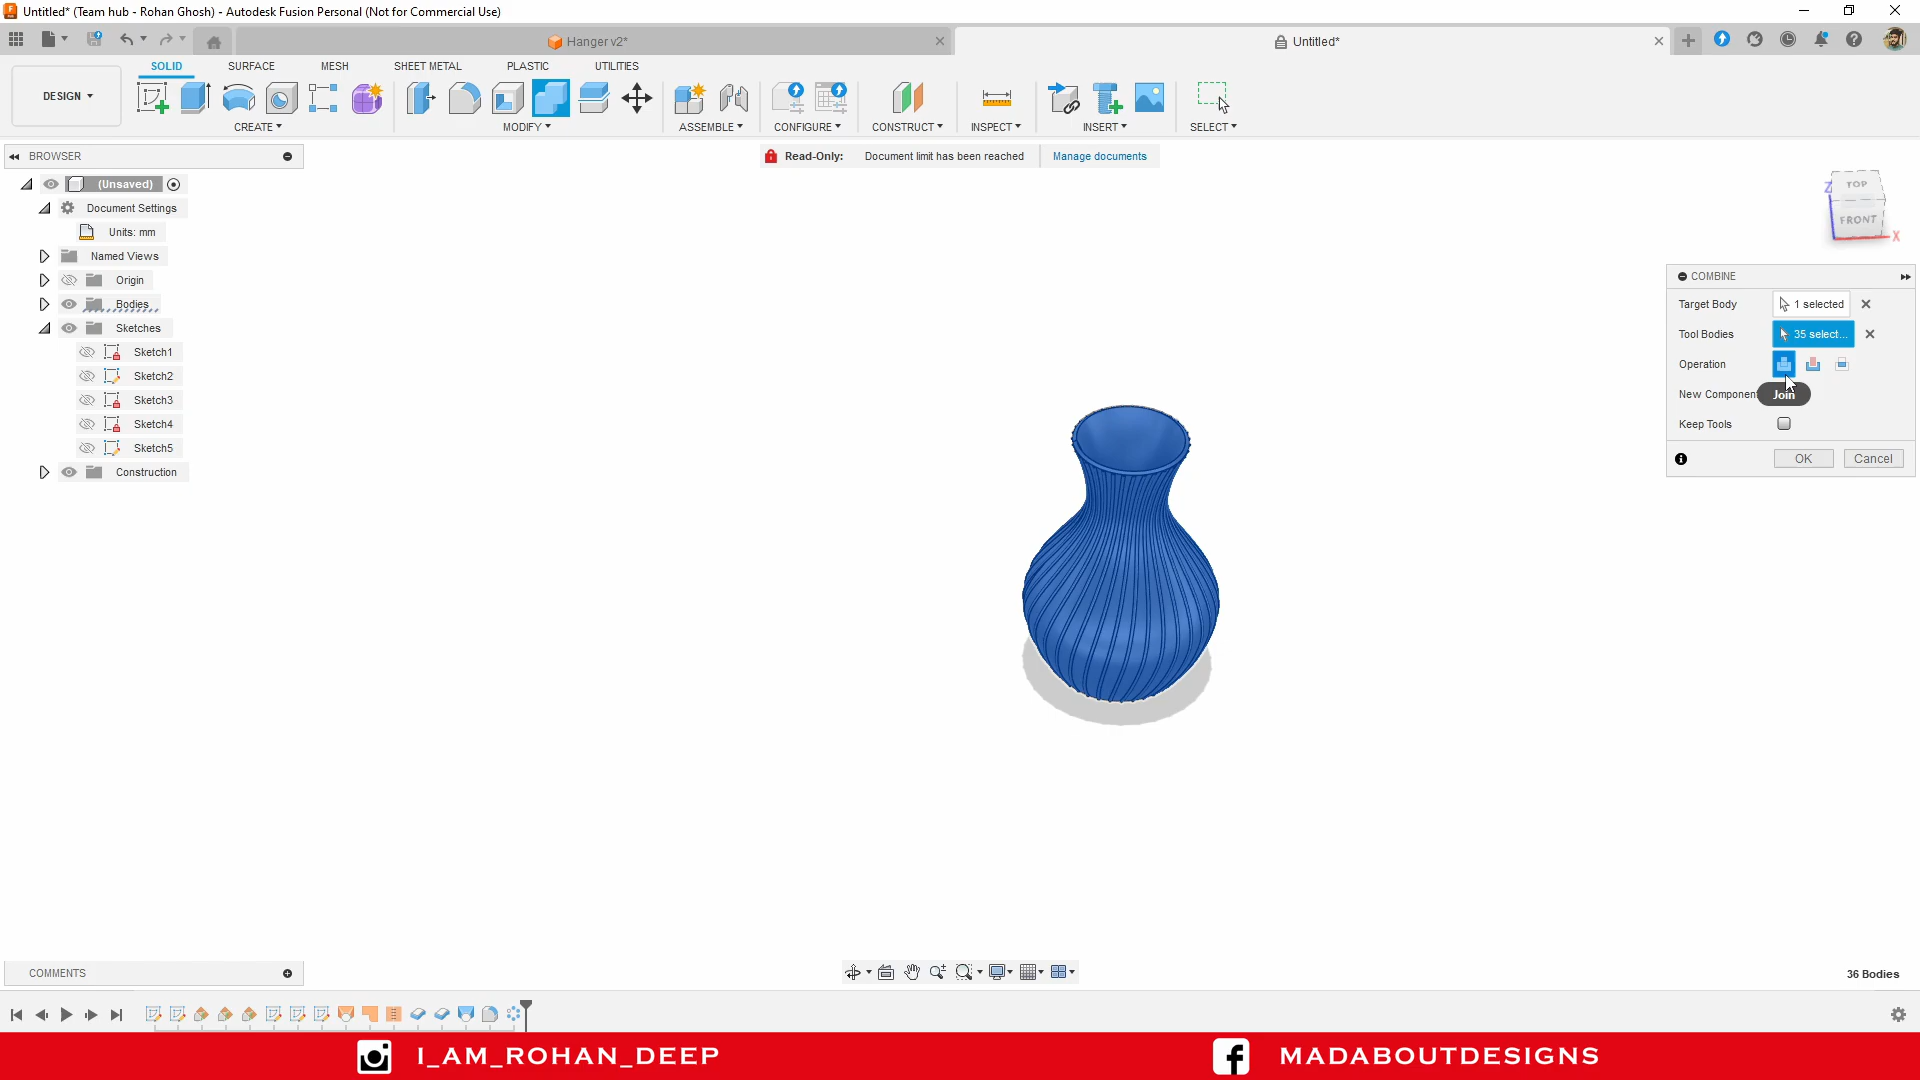 Untitled* (Team hub - Rohan Ghosh) - Autodesk Fusion Personal (Not for Commercial Use)
Hanger v2*
Untitled*
DESIGN
SOLID
SURFACE
MESH
SHEET METAL
PLASTIC
UTILITIES
CREATE
MODIFY
ASSEMBLE
CONFIGURE
CONSTRUCT
INSPECT
INSERT
SELECT
BROWSER
Read-Only: Document limit has been reached Manage documents
(Unsaved)
Document Settings
Units: mm
Named Views
Origin
Bodies
Sketches
Sketch1
Sketch2
Sketch3
Sketch4
Sketch5
Construction
TOP
FRONT
Z
X
COMBINE
Target Body 1 selected
Tool Bodies 35 select...
Operation
New Component
Join
Keep Tools
OK Cancel
COMMENTS
36 Bodies
I_AM_ROHAN_DEEP
MADABOUTDESIGNS